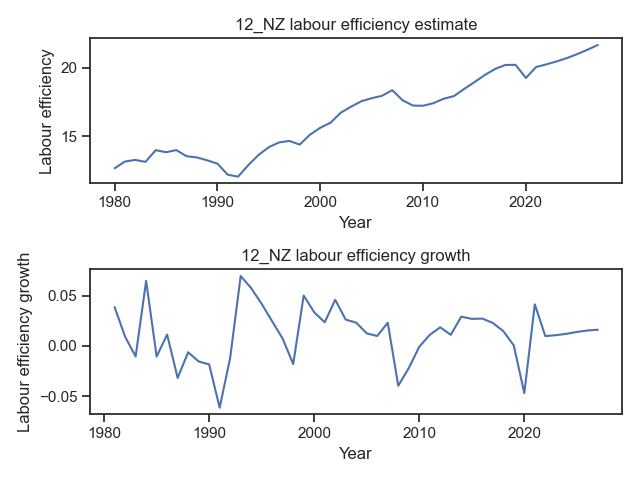 12_NZ labour efficiency estimate
Labour efficiency
20
15
1980 1990 2000 2010 2020
Year
12_NZ labour efficiency growth
Labour efficiency growth
0.05
0.00
−0.05
1980 1990 2000 2010 2020
Year